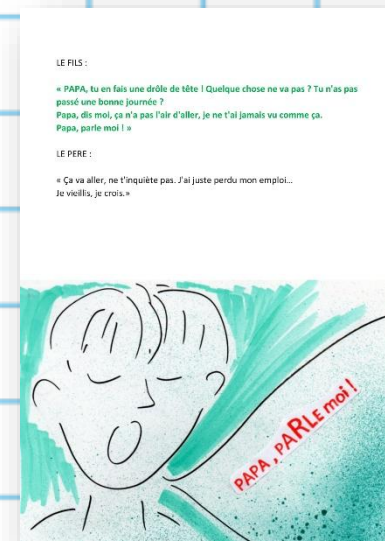 LE FILS :
« PAPA, tu en fais une drôle de tête ! Quelque chose ne va pas ? Tu n'as pas
passé une bonne journée ?
Papa, dis moi, ça n'a pas l'air d'aller, je ne t'ai jamais vu comme ça.
Papa, parle moi ! »
LE PERE :
« Ça va aller, ne t'inquiète pas. J'ai juste perdu mon emploi...
Je vieillis, je crois.»
PAPA, PARLE moi !